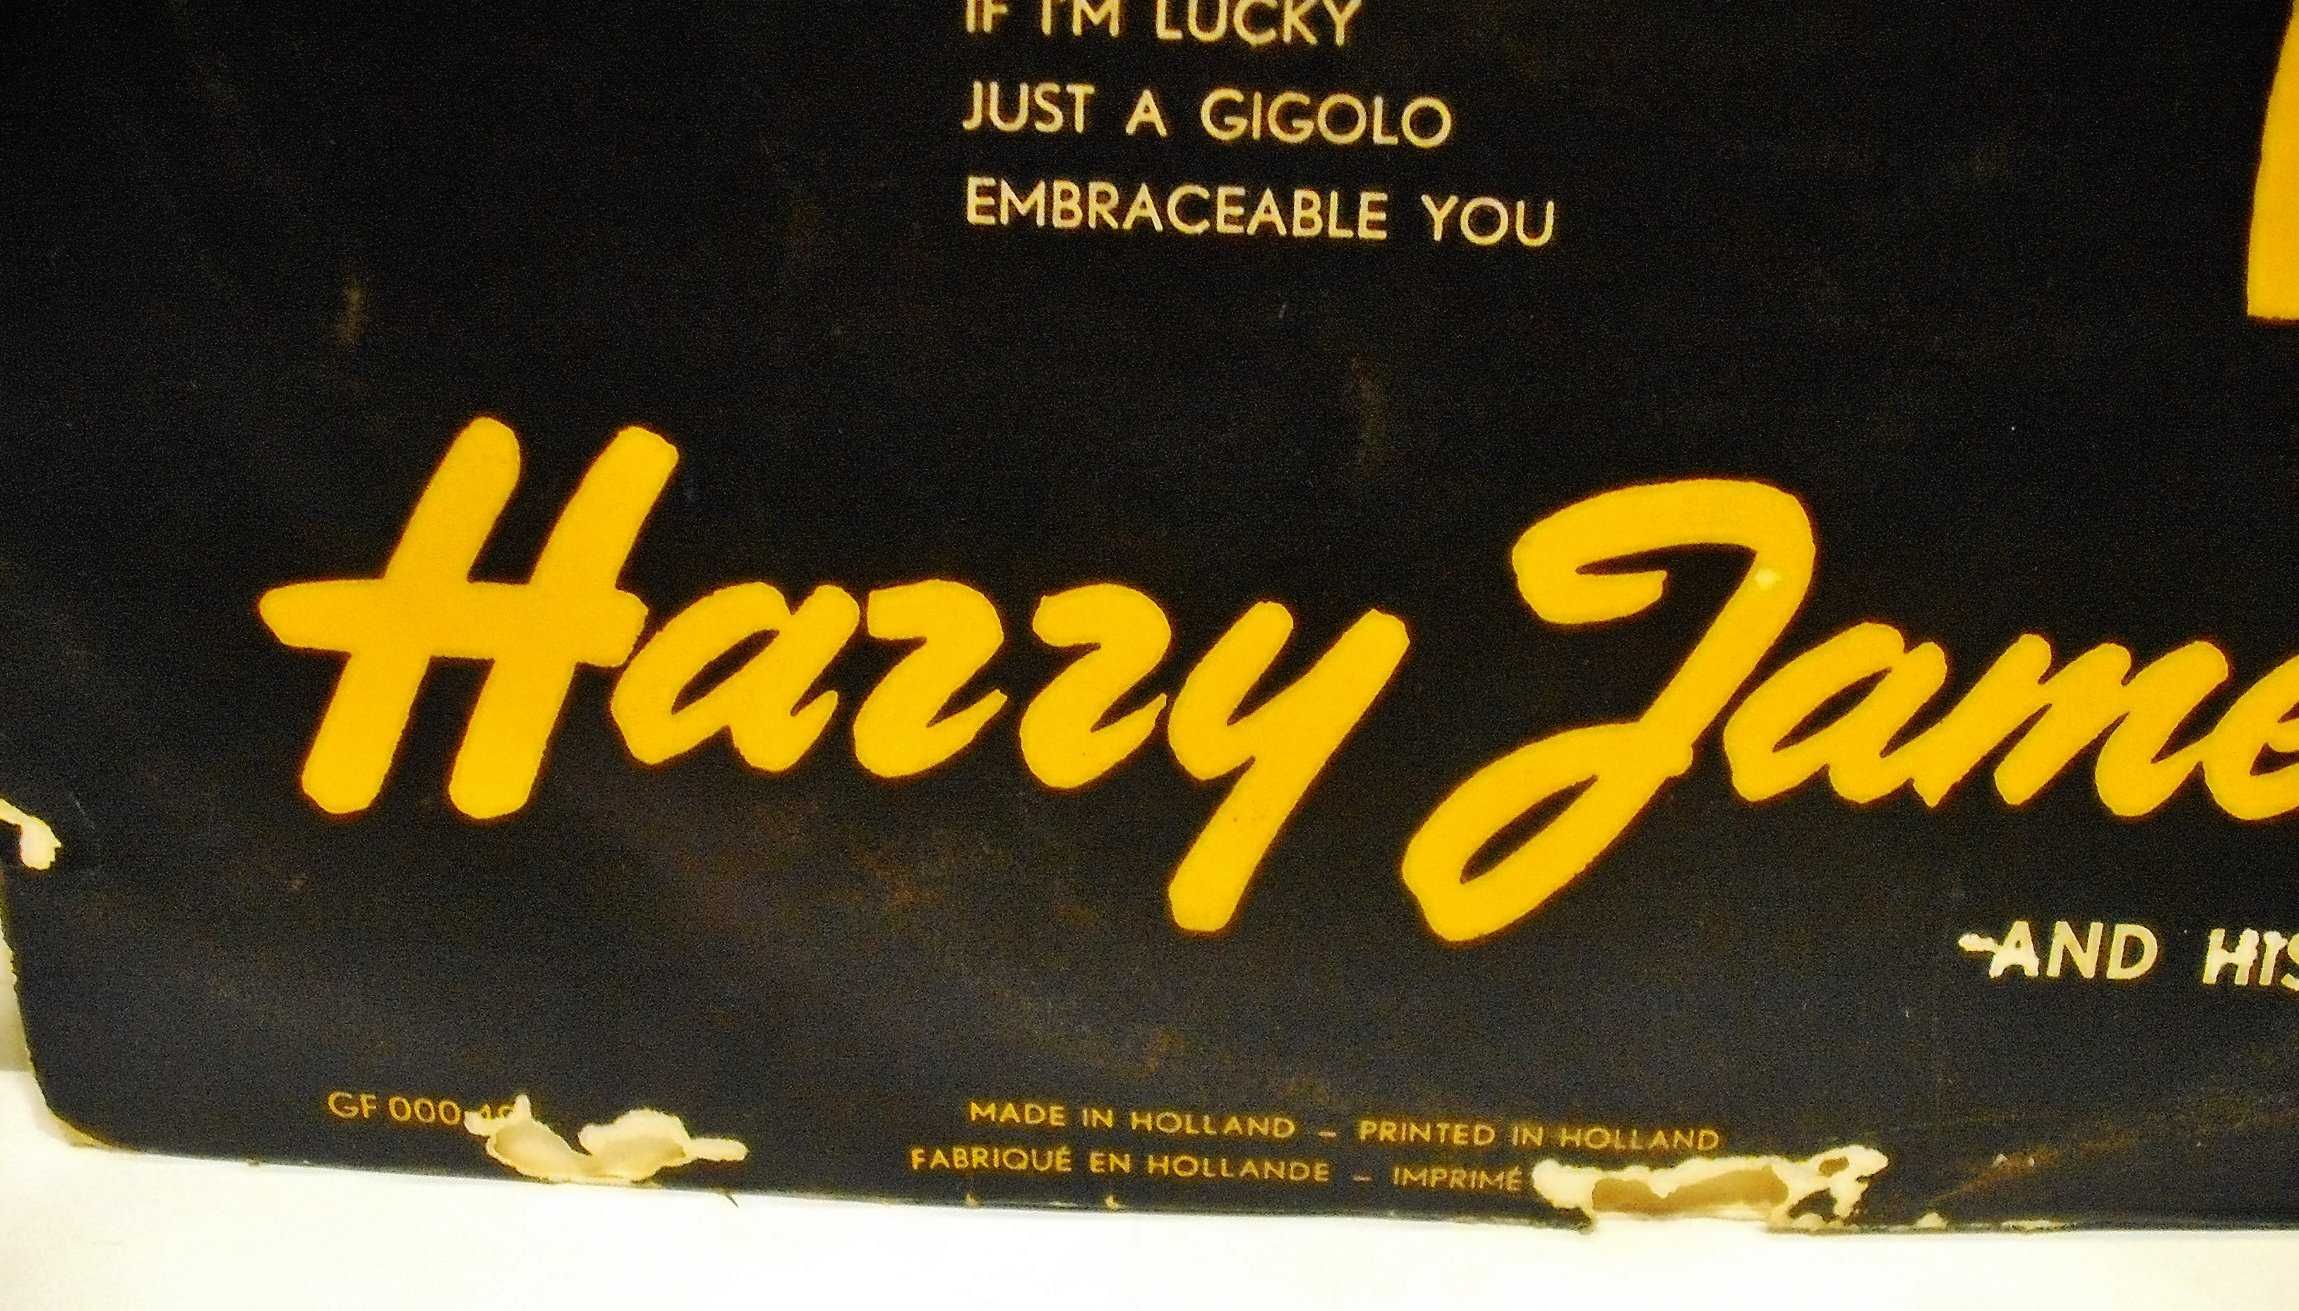 IF I'M LUCKY
JUST A GIGOLO
EMBRACEABLE YOU
Harry Jame
-AND HIS
GF 000
MADE IN HOLLAND – PRINTED IN HOLLAND
FABRIQUÉ EN HOLLANDE – IMPRIMÉ